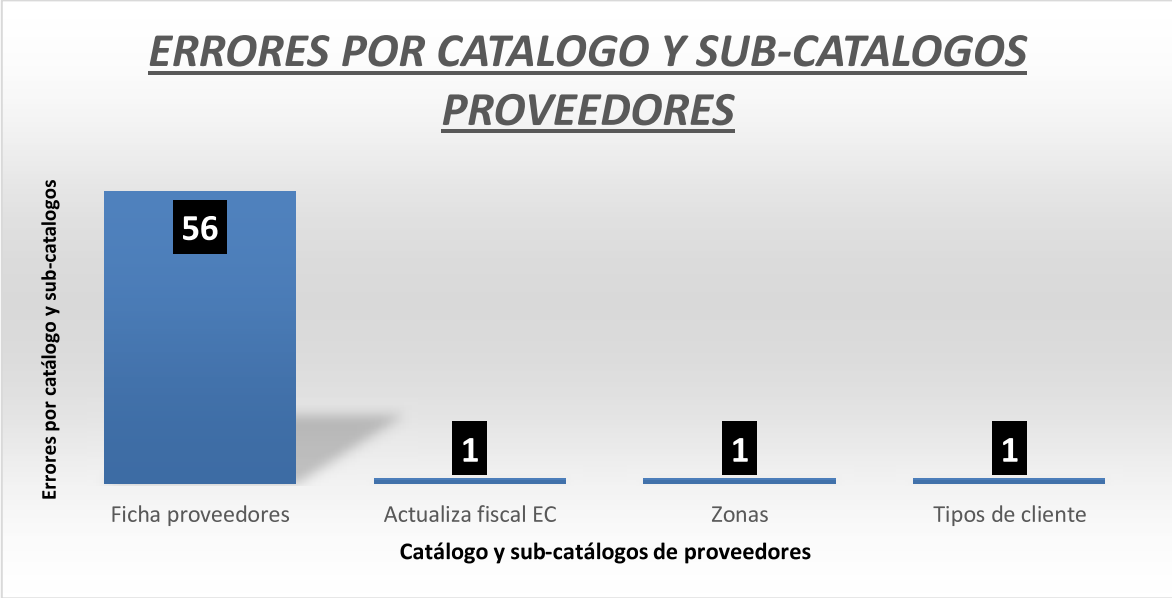 ERRORES POR CATALOGO Y SUB-CATALOGOS
PROVEEDORES
Errores por catálogo y sub-catalogos
56
1
1
1
Ficha proveedores
Actualiza fiscal EC
Zonas
Tipos de cliente
Catálogo y sub-catálogos de proveedores